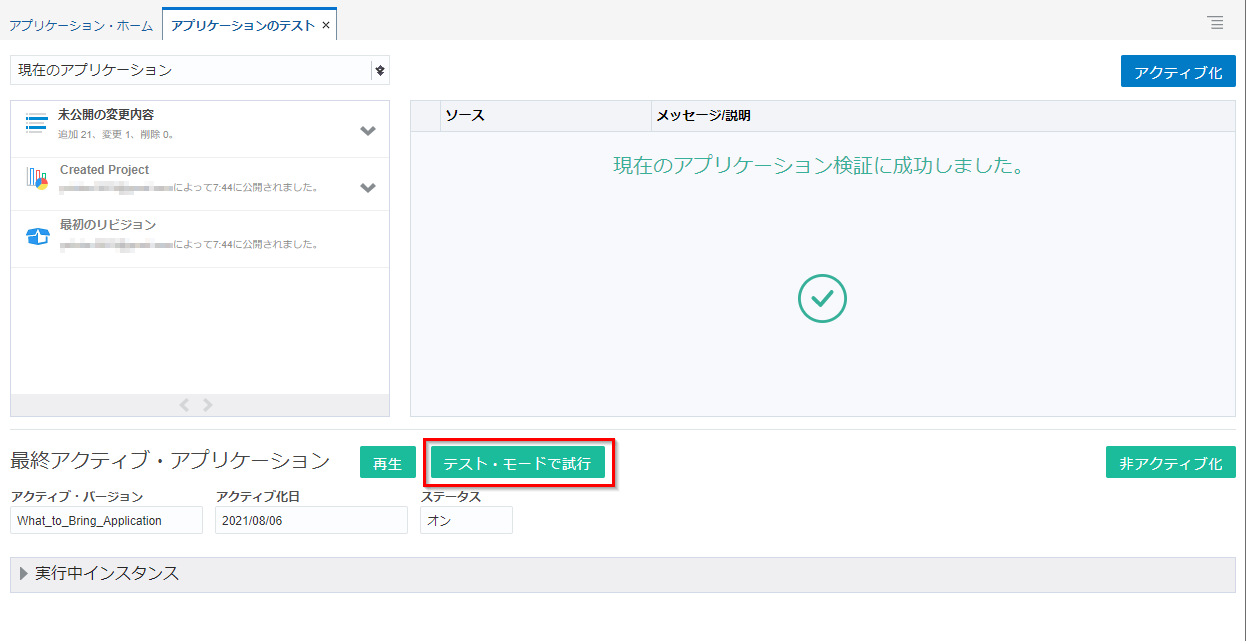 アプリケーション・ホーム
アプリケーションのテスト ×
現在のアプリケーション
アクティブ化
未公開の変更内容
追加 21、変更 1、削除 0。
Created Project
によって7:44に公開されました。
最初のリビジョン
によって7:44に公開されました。
ソース
メッセージ/説明
現在のアプリケーション検証に成功しました。
最終アクティブ・アプリケーション
再生
テスト・モードで試行
非アクティブ化
アクティブ・バージョン
アクティブ化日
ステータス
What_to_Bring_Application
2021/08/06
オン
実行中インスタンス